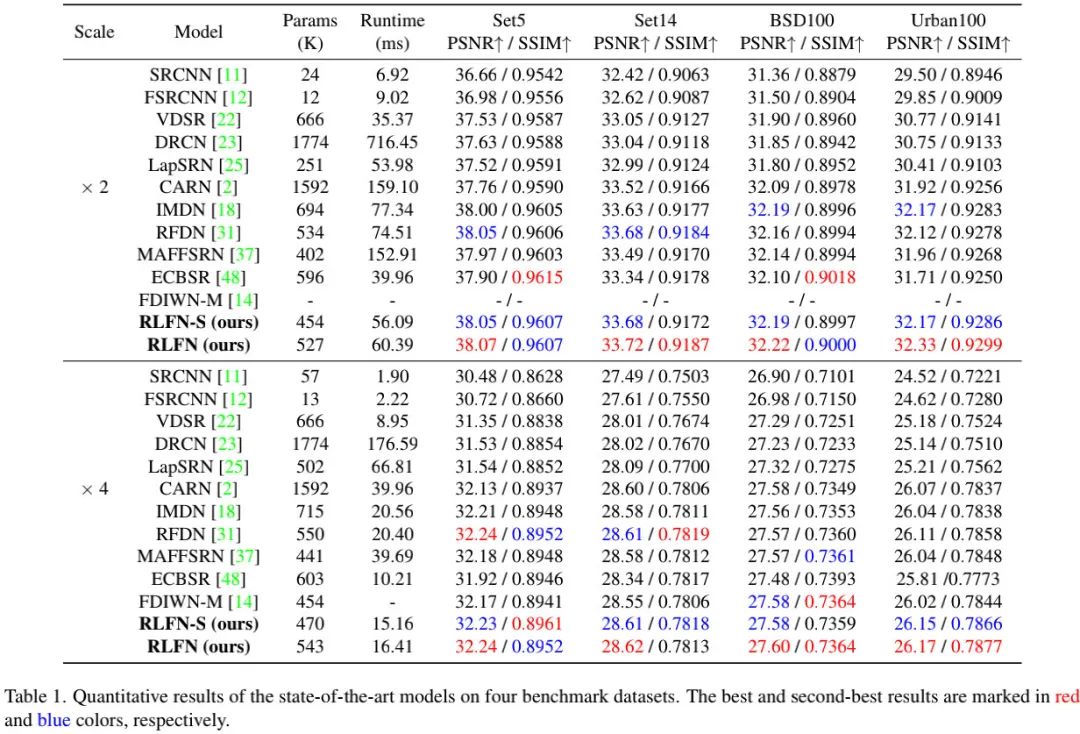 Scale Model Params (K) Runtime (ms) Set5 PSNR↑ / SSIM↑ Set14 PSNR↑ / SSIM↑ BSD100 PSNR↑ / SSIM↑ Urban100 PSNR↑ / SSIM↑
× 2
SRCNN [11] 24 6.92 36.66 / 0.9542 32.42 / 0.9063 31.36 / 0.8879 29.50 / 0.8946
FSRCNN [12] 12 9.02 36.98 / 0.9556 32.62 / 0.9087 31.50 / 0.8904 29.85 / 0.9009
VDSR [22] 666 35.37 37.53 / 0.9587 33.05 / 0.9127 31.90 / 0.8960 30.77 / 0.9141
DRCN [23] 1774 716.45 37.63 / 0.9588 33.04 / 0.9118 31.85 / 0.8942 30.75 / 0.9133
LapSRN [25] 251 53.98 37.52 / 0.9591 32.99 / 0.9124 31.80 / 0.8952 30.41 / 0.9103
CARN [2] 1592 159.10 37.76 / 0.9590 33.52 / 0.9166 32.09 / 0.8978 31.92 / 0.9256
IMDN [18] 694 77.34 38.00 / 0.9605 33.63 / 0.9177 32.19 / 0.8996 32.17 / 0.9283
RFDN [31] 534 74.51 38.05 / 0.9606 33.68 / 0.9184 32.16 / 0.8994 32.12 / 0.9278
MAFFSRN [37] 402 152.91 37.97 / 0.9603 33.49 / 0.9170 32.14 / 0.8994 31.96 / 0.9268
ECBSR [48] 596 39.96 37.90 / 0.9615 33.34 / 0.9178 32.10 / 0.9018 31.71 / 0.9250
FDIWN-M [14] - - - / - - / - - / - - / -
RLFN-S (ours) 454 56.09 38.05 / 0.9607 33.68 / 0.9172 32.19 / 0.8997 32.17 / 0.9286
RLFN (ours) 527 60.39 38.07 / 0.9607 33.72 / 0.9187 32.22 / 0.9000 32.33 / 0.9299
× 4
SRCNN [11] 57 1.90 30.48 / 0.8628 27.49 / 0.7503 26.90 / 0.7101 24.52 / 0.7221
FSRCNN [12] 13 2.22 30.72 / 0.8660 27.61 / 0.7550 26.98 / 0.7150 24.62 / 0.7280
VDSR [22] 666 8.95 31.35 / 0.8838 28.01 / 0.7674 27.29 / 0.7251 25.18 / 0.7524
DRCN [23] 1774 176.59 31.53 / 0.8854 28.02 / 0.7670 27.23 / 0.7233 25.14 / 0.7510
LapSRN [25] 502 66.81 31.54 / 0.8852 28.09 / 0.7700 27.32 / 0.7275 25.21 / 0.7562
CARN [2] 1592 39.96 32.13 / 0.8937 28.60 / 0.7806 27.58 / 0.7349 26.07 / 0.7837
IMDN [18] 715 20.56 32.21 / 0.8948 28.58 / 0.7811 27.56 / 0.7353 26.04 / 0.7838
RFDN [31] 550 20.40 32.24 / 0.8952 28.61 / 0.7819 27.57 / 0.7360 26.11 / 0.7858
MAFFSRN [37] 441 39.69 32.18 / 0.8948 28.58 / 0.7812 27.57 / 0.7361 26.04 / 0.7848
ECBSR [48] 603 10.21 31.92 / 0.8946 28.34 / 0.7817 27.48 / 0.7393 25.81 /0.7773
FDIWN-M [14] 454 - 32.17 / 0.8941 28.55 / 0.7806 27.58 / 0.7364 26.02 / 0.7844
RLFN-S (ours) 470 15.16 32.23 / 0.8961 28.61 / 0.7818 27.58 / 0.7359 26.15 / 0.7866
RLFN (ours) 543 16.41 32.24 / 0.8952 28.62 / 0.7813 27.60 / 0.7364 26.17 / 0.7877
Table 1. Quantitative results of the state-of-the-art models on four benchmark datasets. The best and second-best results are marked in red
and blue colors, respectively.